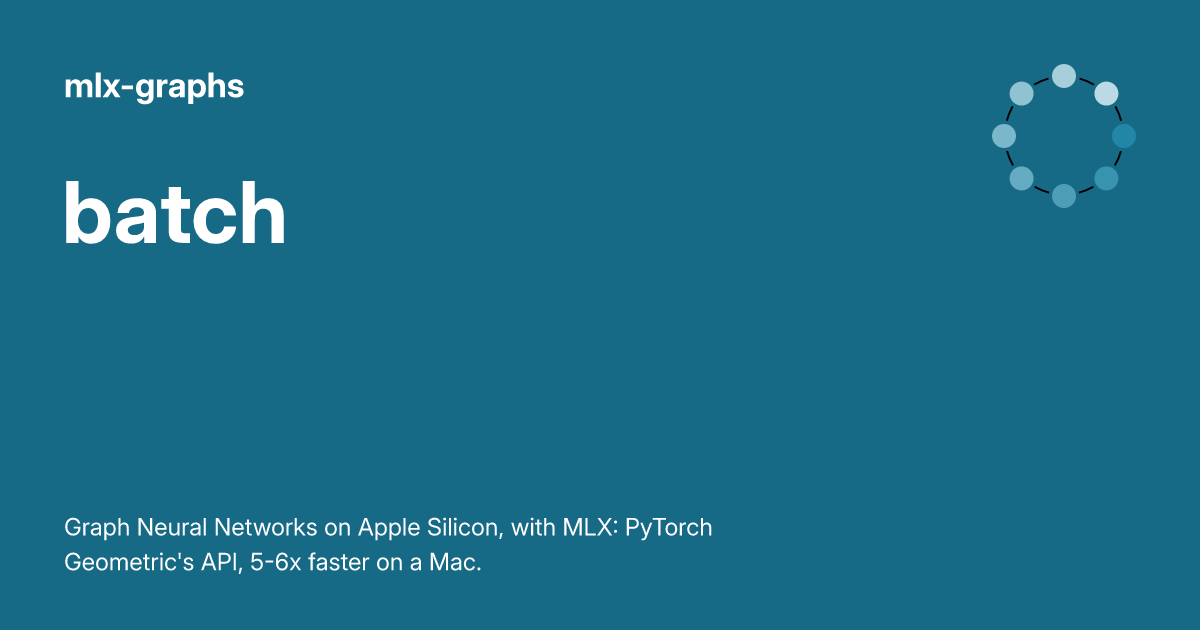 mlx-graphs
batch
Graph Neural Networks on Apple Silicon, with MLX: PyTorch
Geometric's API, 5-6x faster on a Mac.